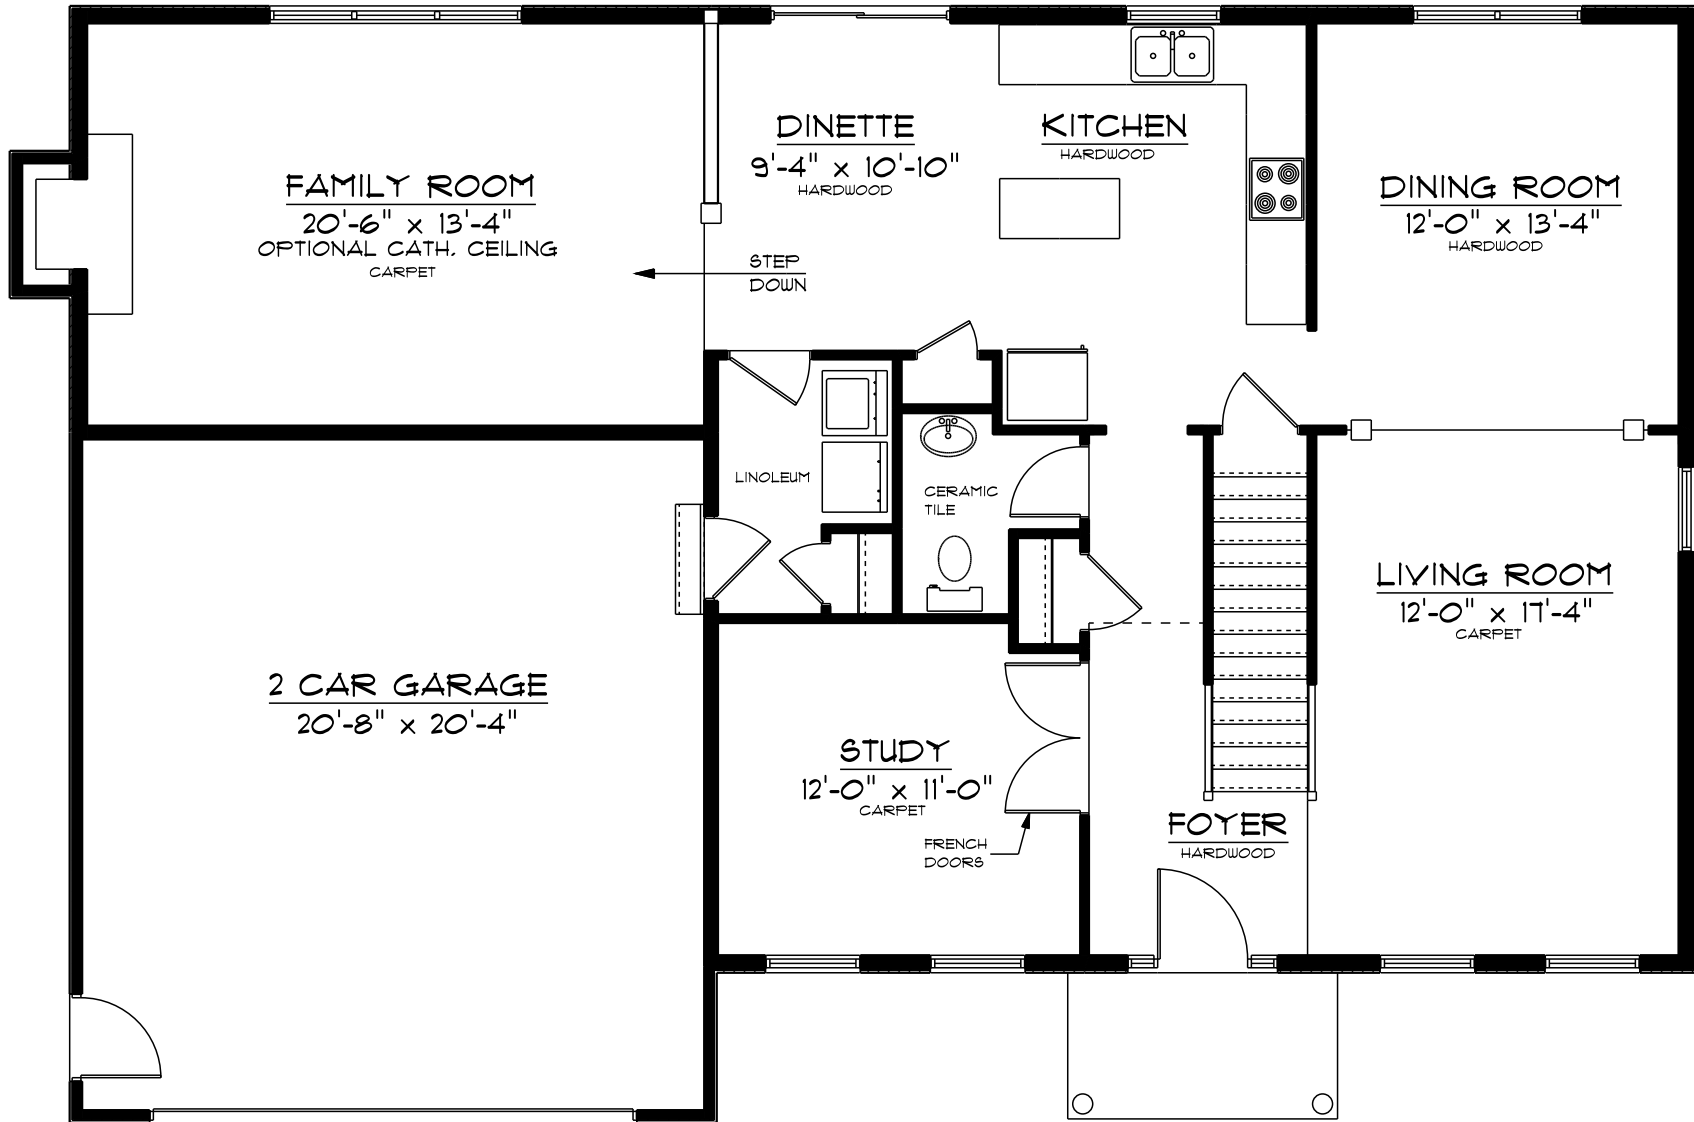 FAMILY ROOM
20'-6" x 13'-4"
OPTIONAL CATH. CEILING
CARPET
DINETTE
9'-4" x 10'-10"
HARDWOOD
STEP
DOWN
KITCHEN
HARDWOOD
DINING ROOM
12'-0" x 13'-4"
HARDWOOD
LINOLEUM
CERAMIC
TILE
LIVING ROOM
12'-0" x 17'-4"
CARPET
2 CAR GARAGE
20'-8" x 20'-4"
STUDY
12'-0" x 11'-0"
CARPET
FRENCH
DOORS
FOYER
HARDWOOD